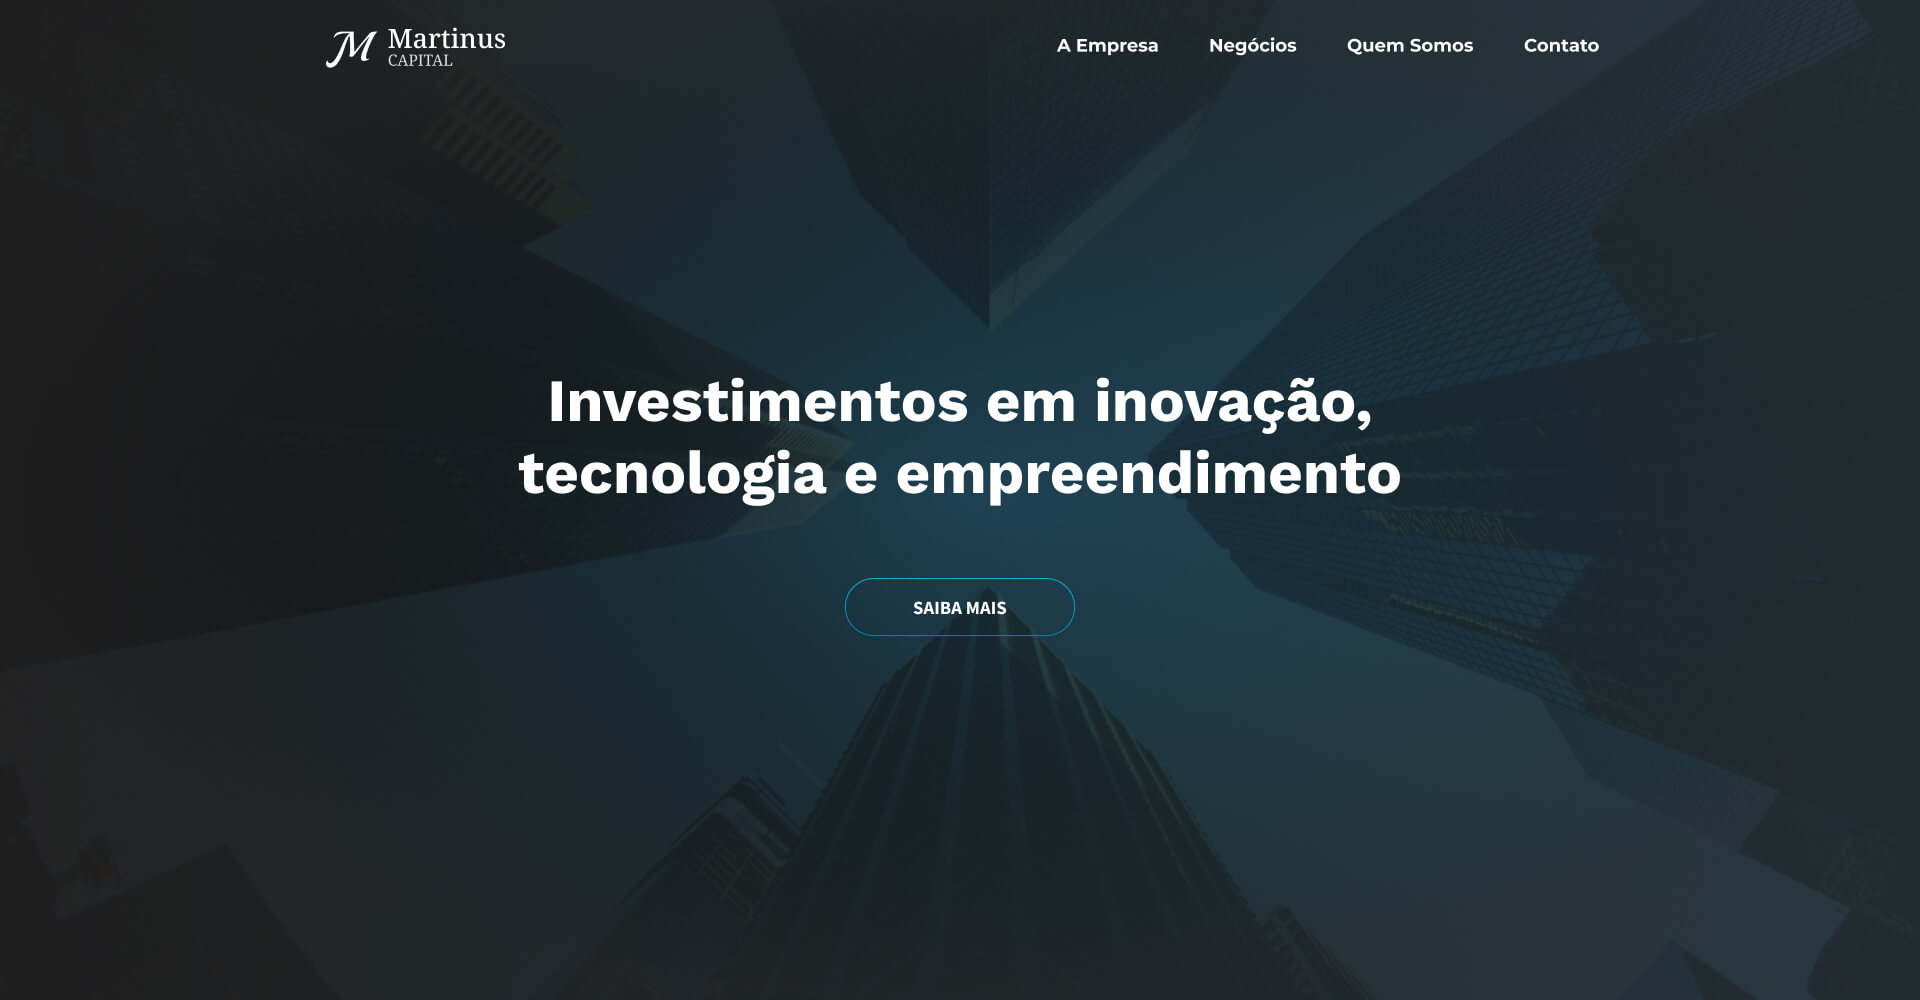 Martinus
CAPITAL
A Empresa
Negócios
Quem Somos
Contato
Investimentos em inovação,
tecnologia e empreendimento
SAIBA MAIS